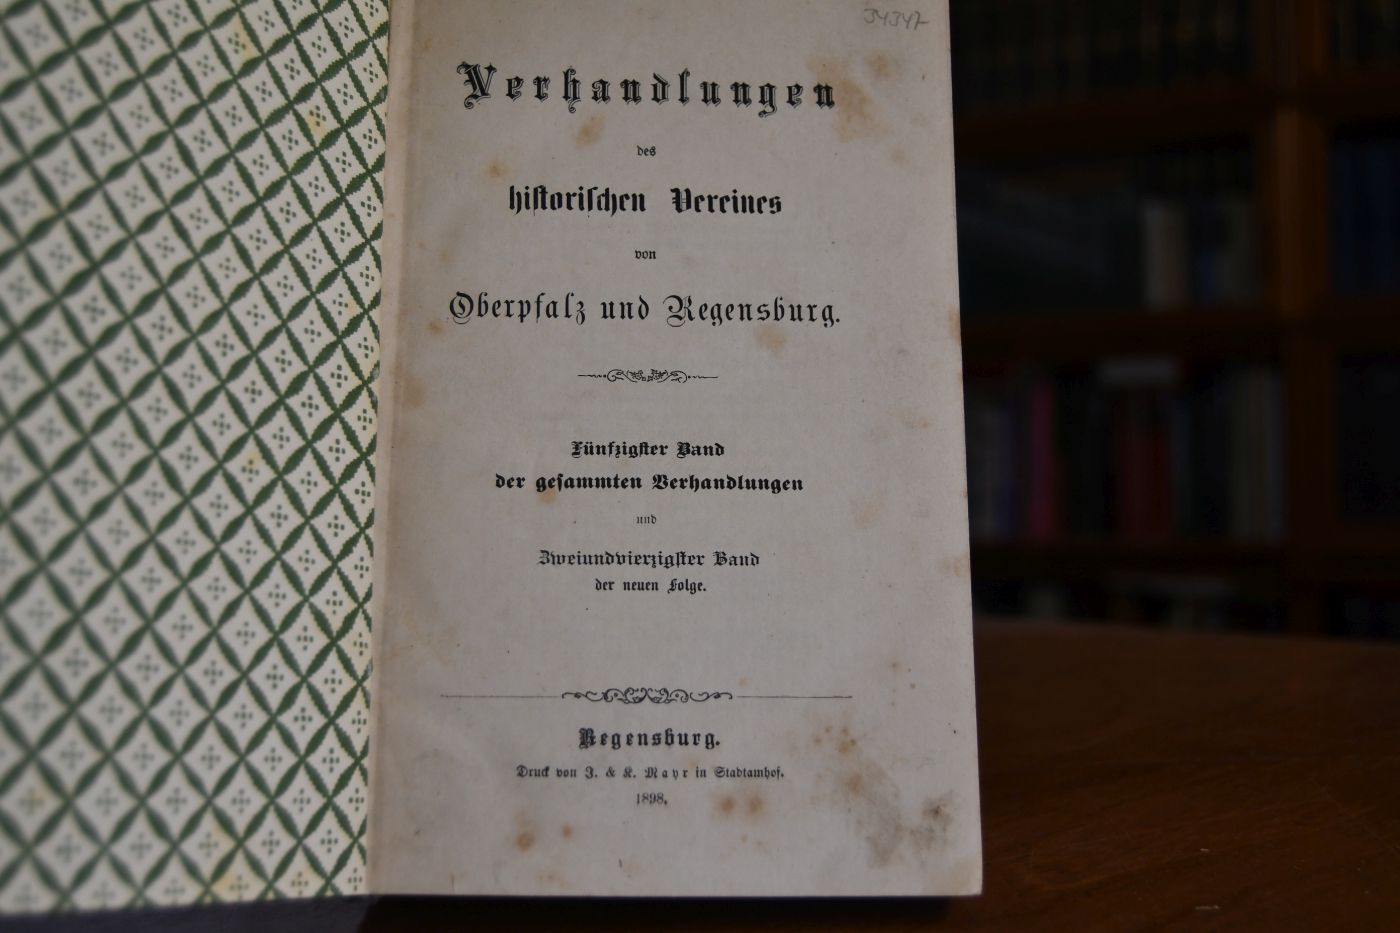 34347
Verhandlungen
des
historischen Vereines
von
Oberpfalz und Regensburg.
Fünfzigster Band
der gesammten Verhandlungen
und
Zweiundvierzigster Band
der neuen Folge.
Regensburg.
Druck von J. & K. Mayr in Stadtamhof.
1898.